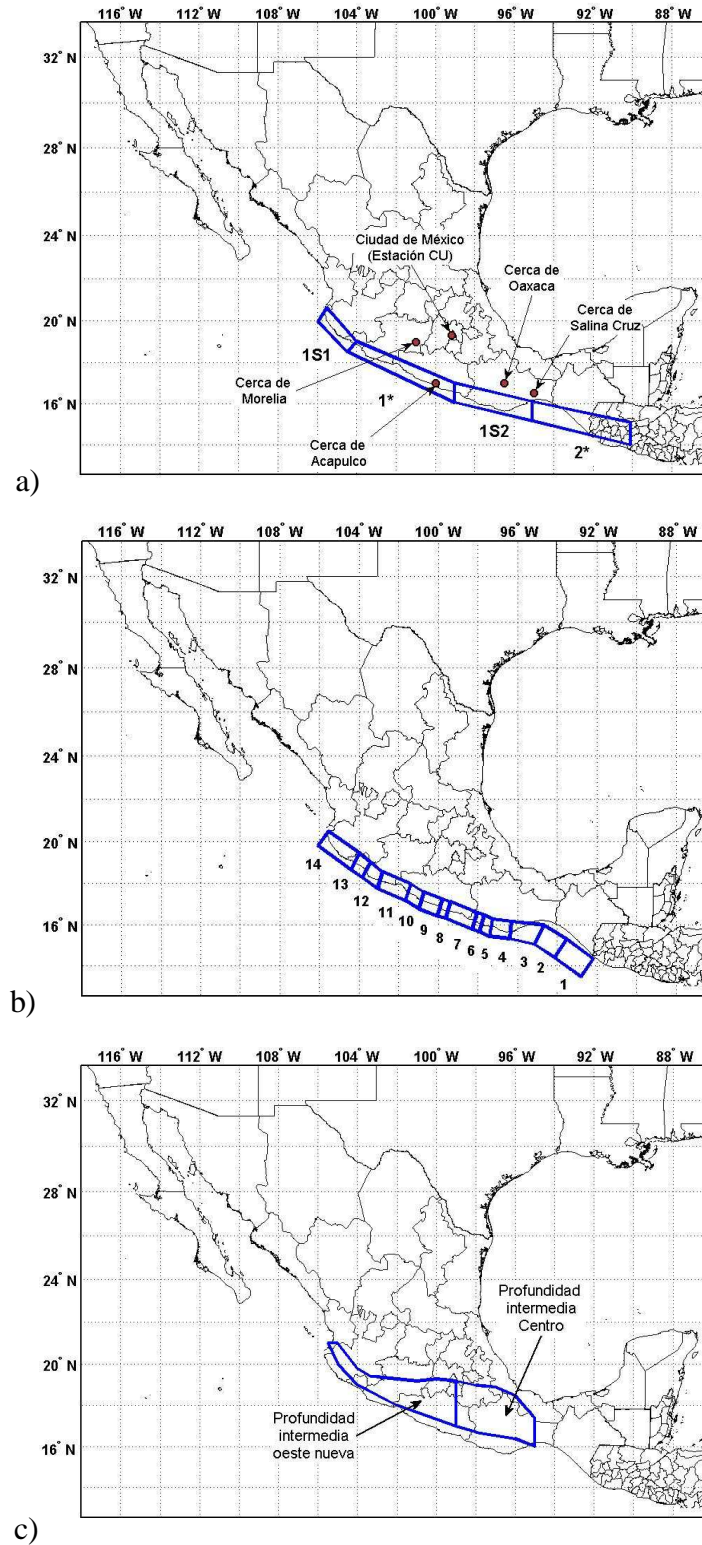 116° W 112° W 108° W 104° W 100° W 96° W 92° W 88° W
32° N
28° N
24° N
Ciudad de México
(Estación CU)
Cerca de
Oaxaca
Cerca de
Salina Cruz
20° N
1S1
Cerca de
Morelia
1*
16° N
Cerca de
Acapulco
1S2
2*
a)
116° W 112° W 108° W 104° W 100° W 96° W 92° W 88° W
32° N
28° N
24° N
20° N
14
13
12
11
10
16° N
9
8
7
6
5
4
3
2
1
b)
116° W 112° W 108° W 104° W 100° W 96° W 92° W 88° W
32° N
28° N
24° N
Profundidad
intermedia
Centro
20° N
Profundidad
intermedia
oeste nueva
16° N
c)